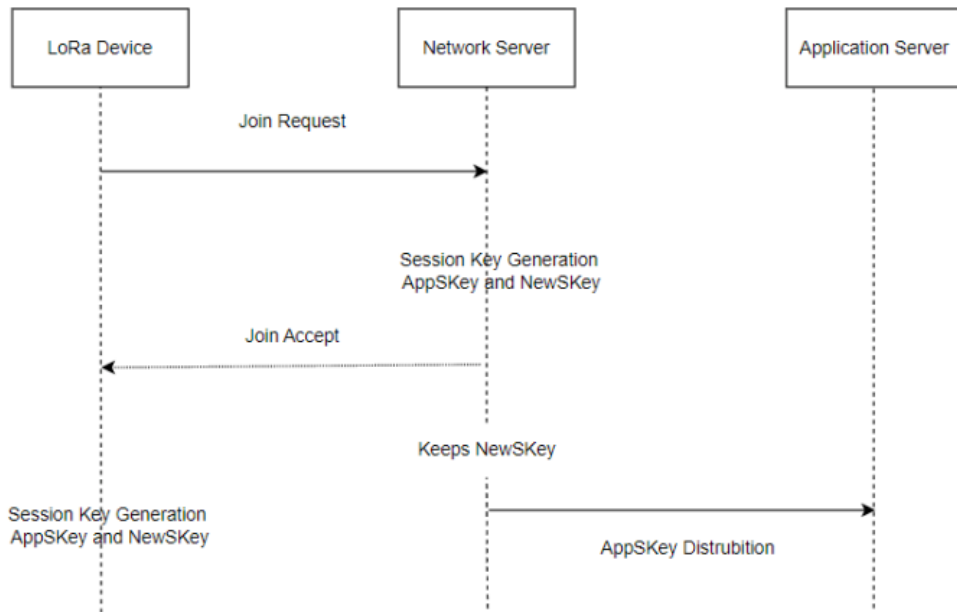 LoRa Device
Network Server
Application Server
Join Request
Session Key Generation
AppSKey and NewSKey
Join Accept
Keeps NewSKey
Session Key Generation
AppSKey and NewSKey
AppSKey Distrubition